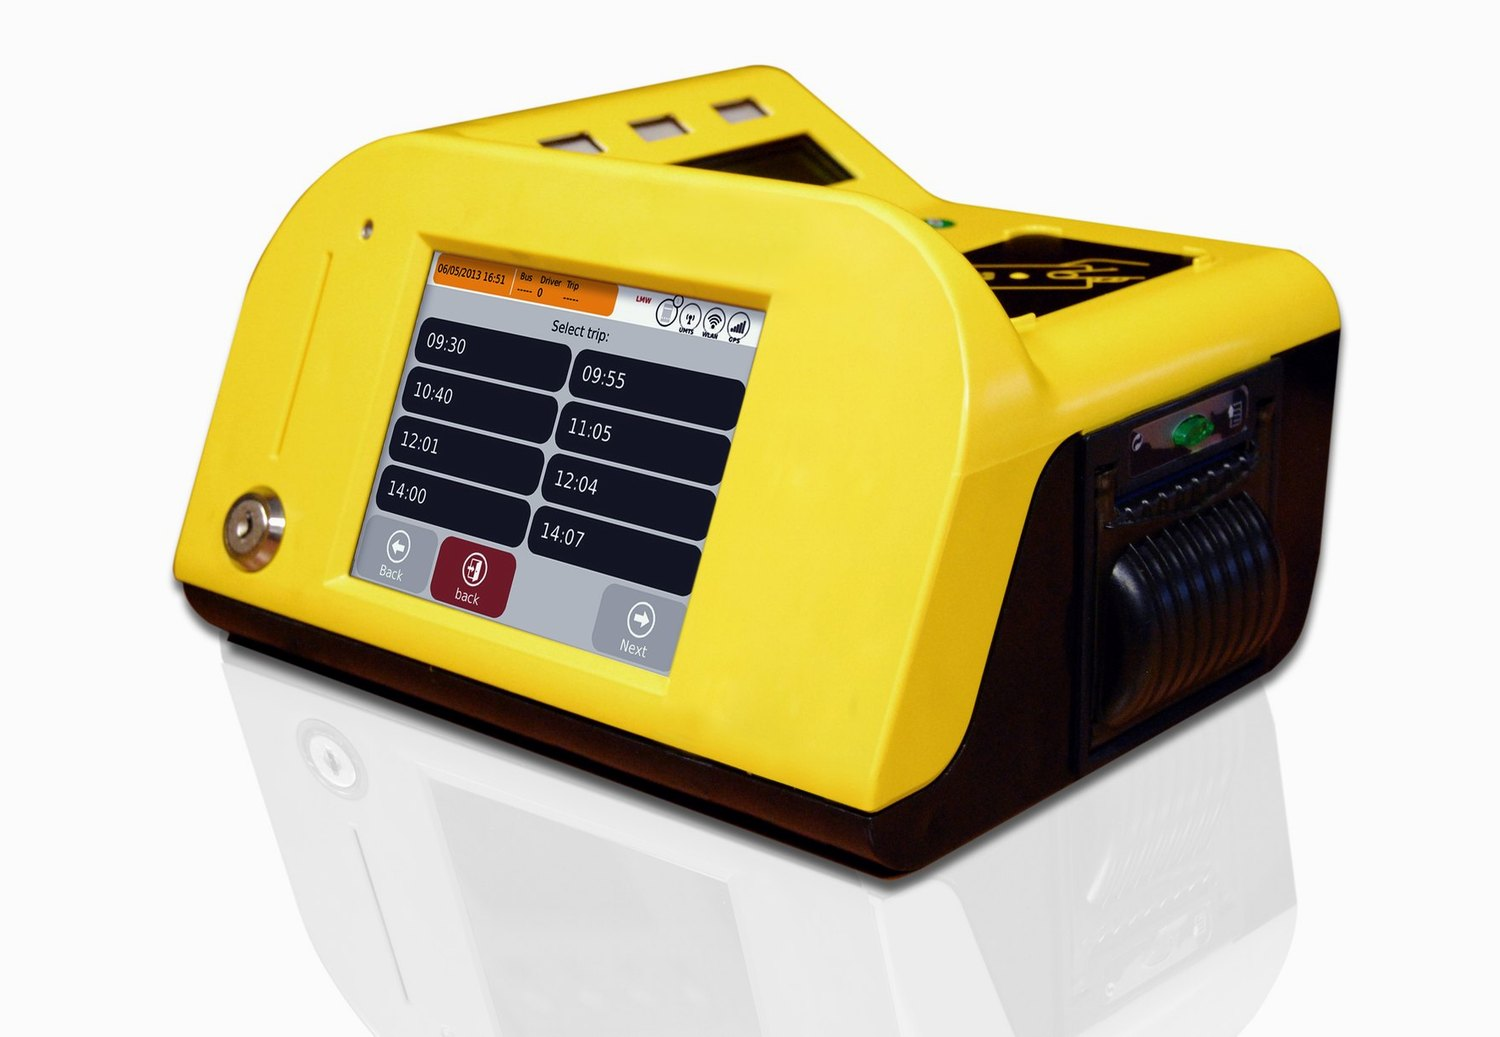 06/05/2013 16:51 Bus Driver Trip
----- 0 -----
LMW
UMTS WLAN GPS
Select trip:
09:30 09:55
10:40 11:05
12:01 12:04
14:00 14:07
Back back Next